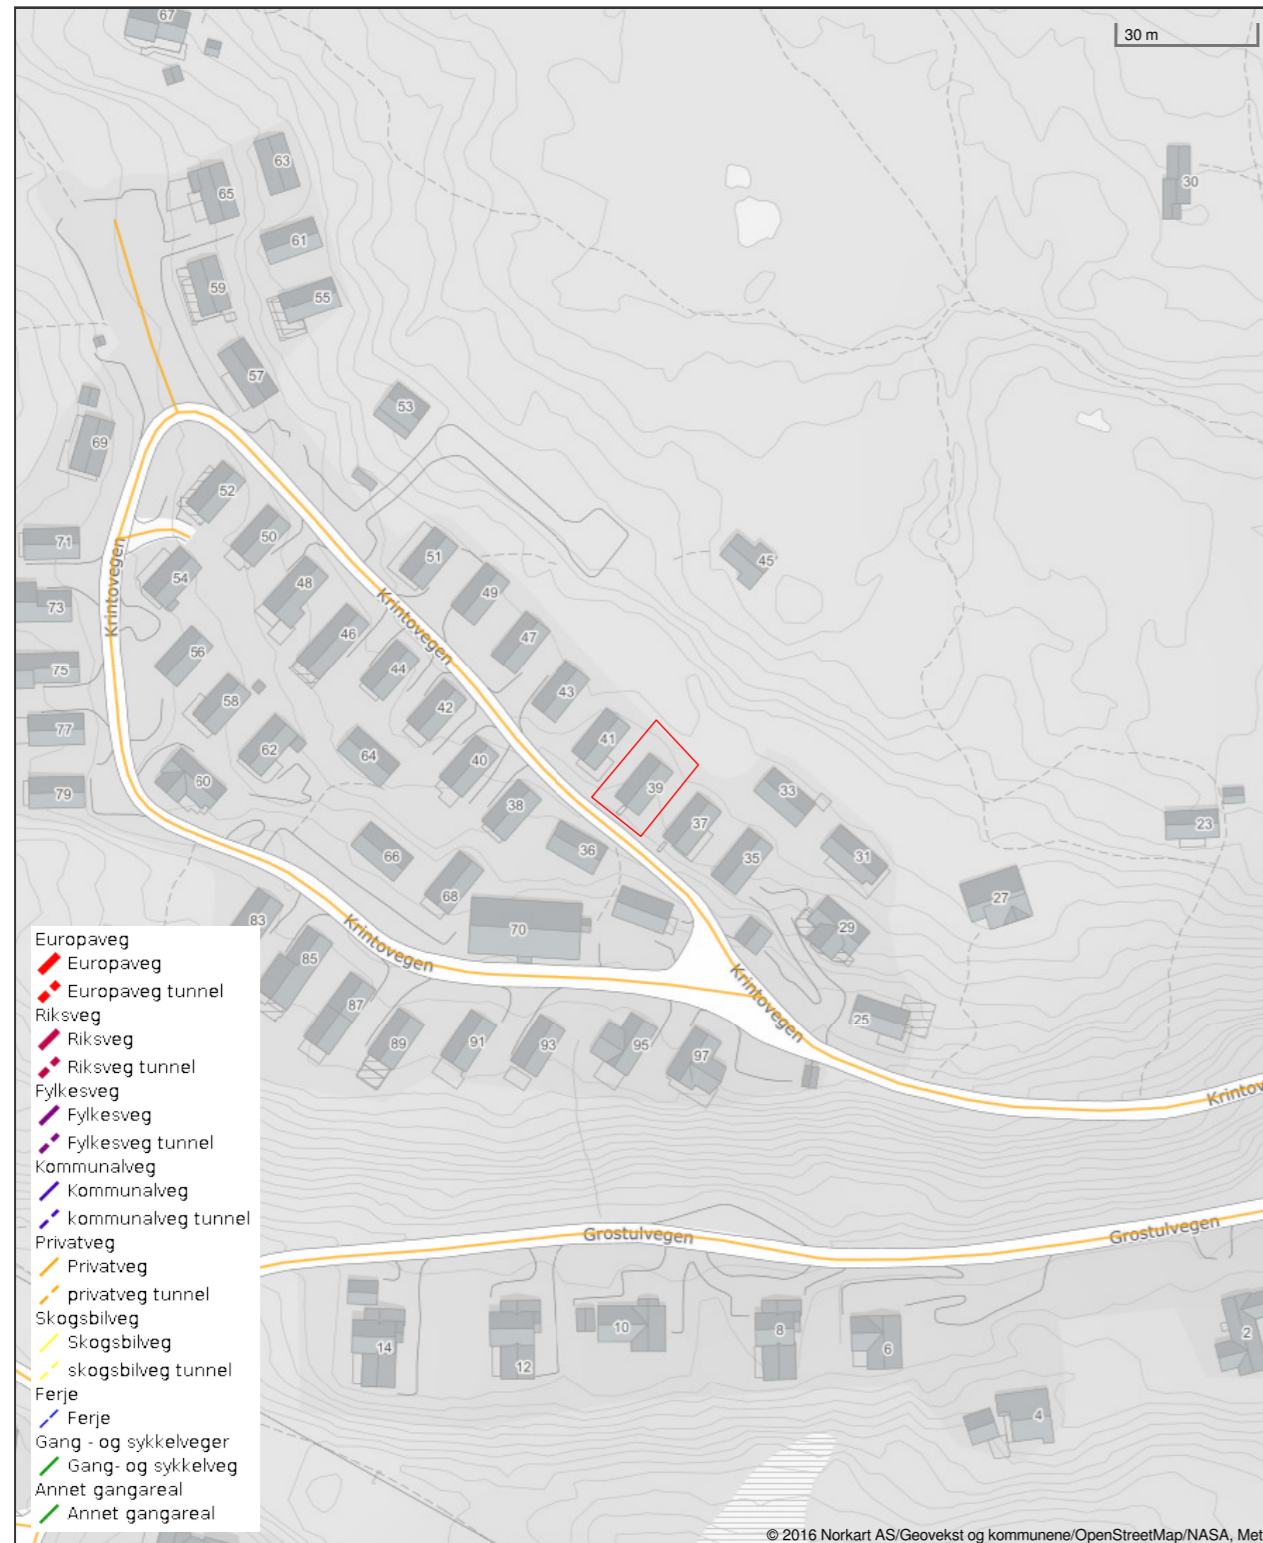 67
30 m
63
65
30
61
59
55
57
53
69
52
71
50
51
45
54
48
49
Krintovegen
73
Krintovegen
46
47
56
44
75
43
58
42
77
41
62
64
40
60
39
33
79
38
37
23
66
36
35
31
68
27
83
70
29
Krintovegen
85
Krintovegen
87
25
89
91
93
95
97
Krintov
Grostulvegen
Grostulvegen
10
8
2
14
12
6
4
Europaveg
Europaveg
Europaveg tunnel
Riksveg
Riksveg
Riksveg tunnel
Fylkesveg
Fylkesveg
Fylkesveg tunnel
Kommunalveg
Kommunalveg
kommunalveg tunnel
Privatveg
Privatveg
privatveg tunnel
Skogsbilveg
Skogsbilveg
skogsbilveg tunnel
Ferje
Ferje
Gang - og sykkelveger
Gang- og sykkelveg
Annet gangareal
Annet gangareal
© 2016 Norkart AS/Geovekst og kommunene/OpenStreetMap/NASA, Met